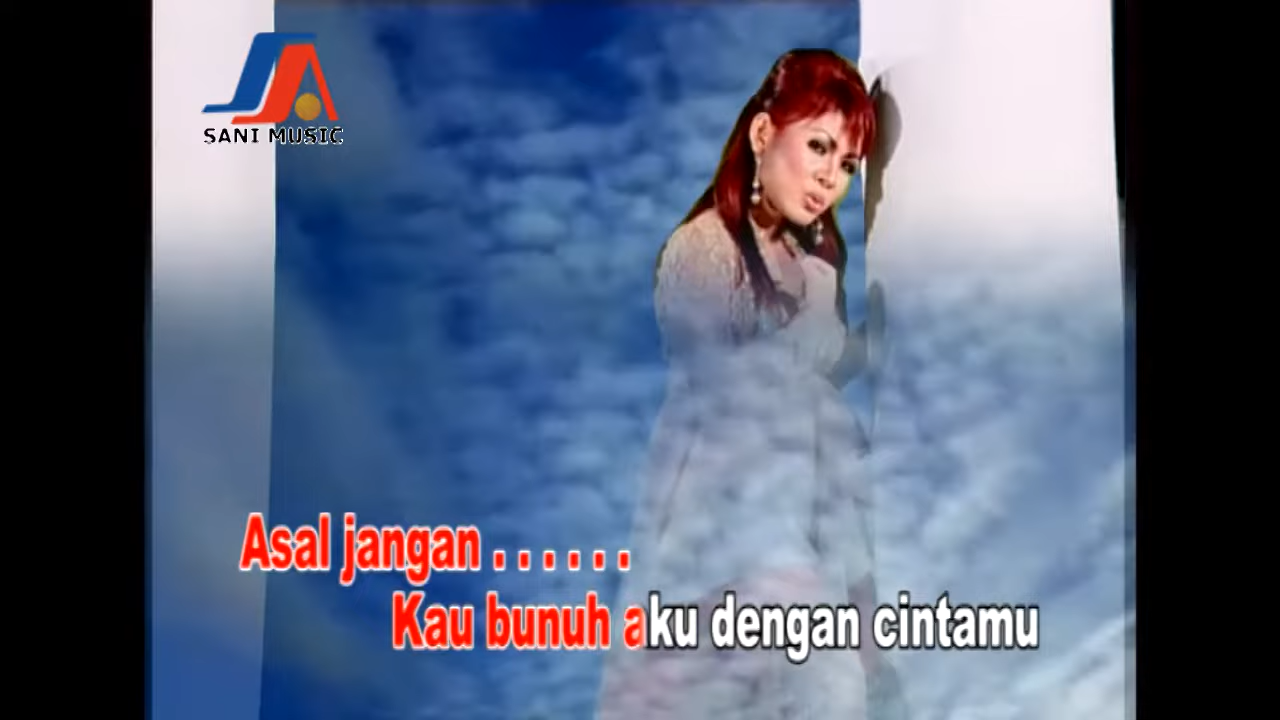 SANI MUSIC
Asal jangan . . . . . .
Kau bunuh aku dengan cintamu